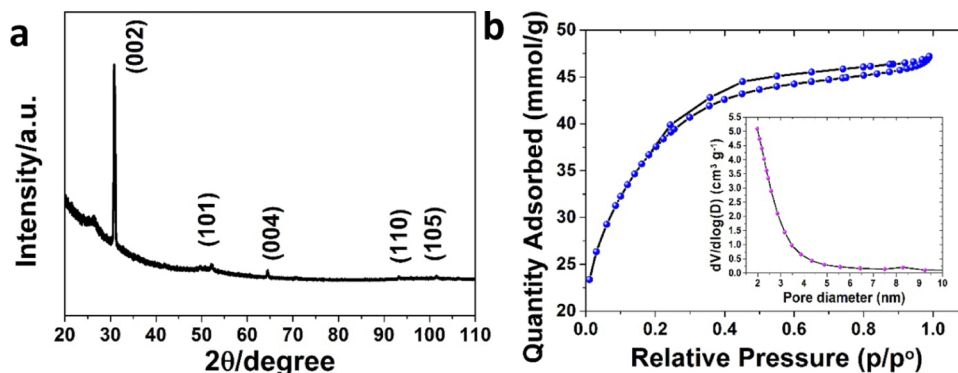 a
Intensity/a.u.
(002)
(101)
(004)
(110)
(105)
20 30 40 50 60 70 80 90 100 110
2θ/degree
b
Quantity Adsorbed (mmol/g)
50
45
40
35
30
25
20
0.0 0.2 0.4 0.6 0.8 1.0
Relative Pressure (p/pº)
dV/dlog(D) (cm³ g⁻¹)
5.0
4.5
4.0
3.5
3.0
2.5
2.0
1.5
1.0
0.5
0.0
2 3 4 5 6 7 8 9 10
Pore diameter (nm)